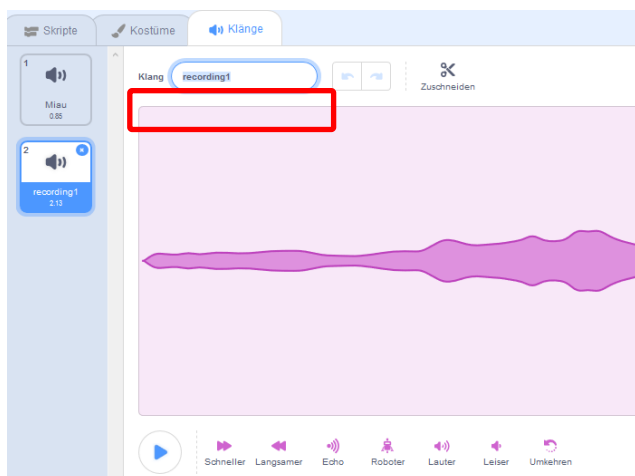 Skripte Kostüme Klänge
1
Miau
0.85
2
recording1
2.13
Klang recording1
Zuschneiden
Schneller Langsamer Echo Roboter Lauter Leiser Umkehren